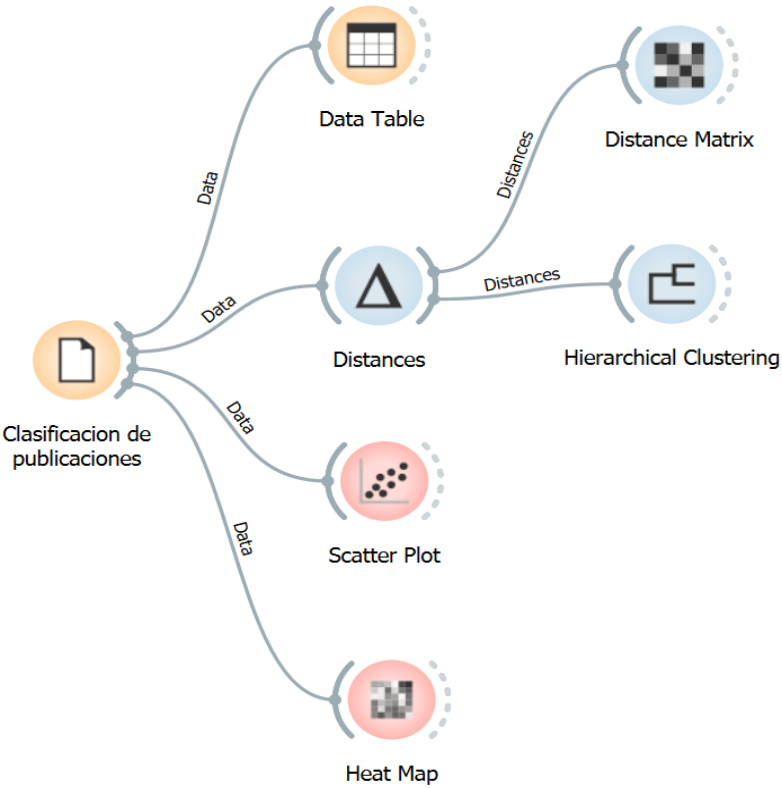 Data Table
Distance Matrix
Data
Distances
Data
Distances
Distances
Hierarchical Clustering
Clasificacion de
publicaciones
Data
Scatter Plot
Data
Heat Map